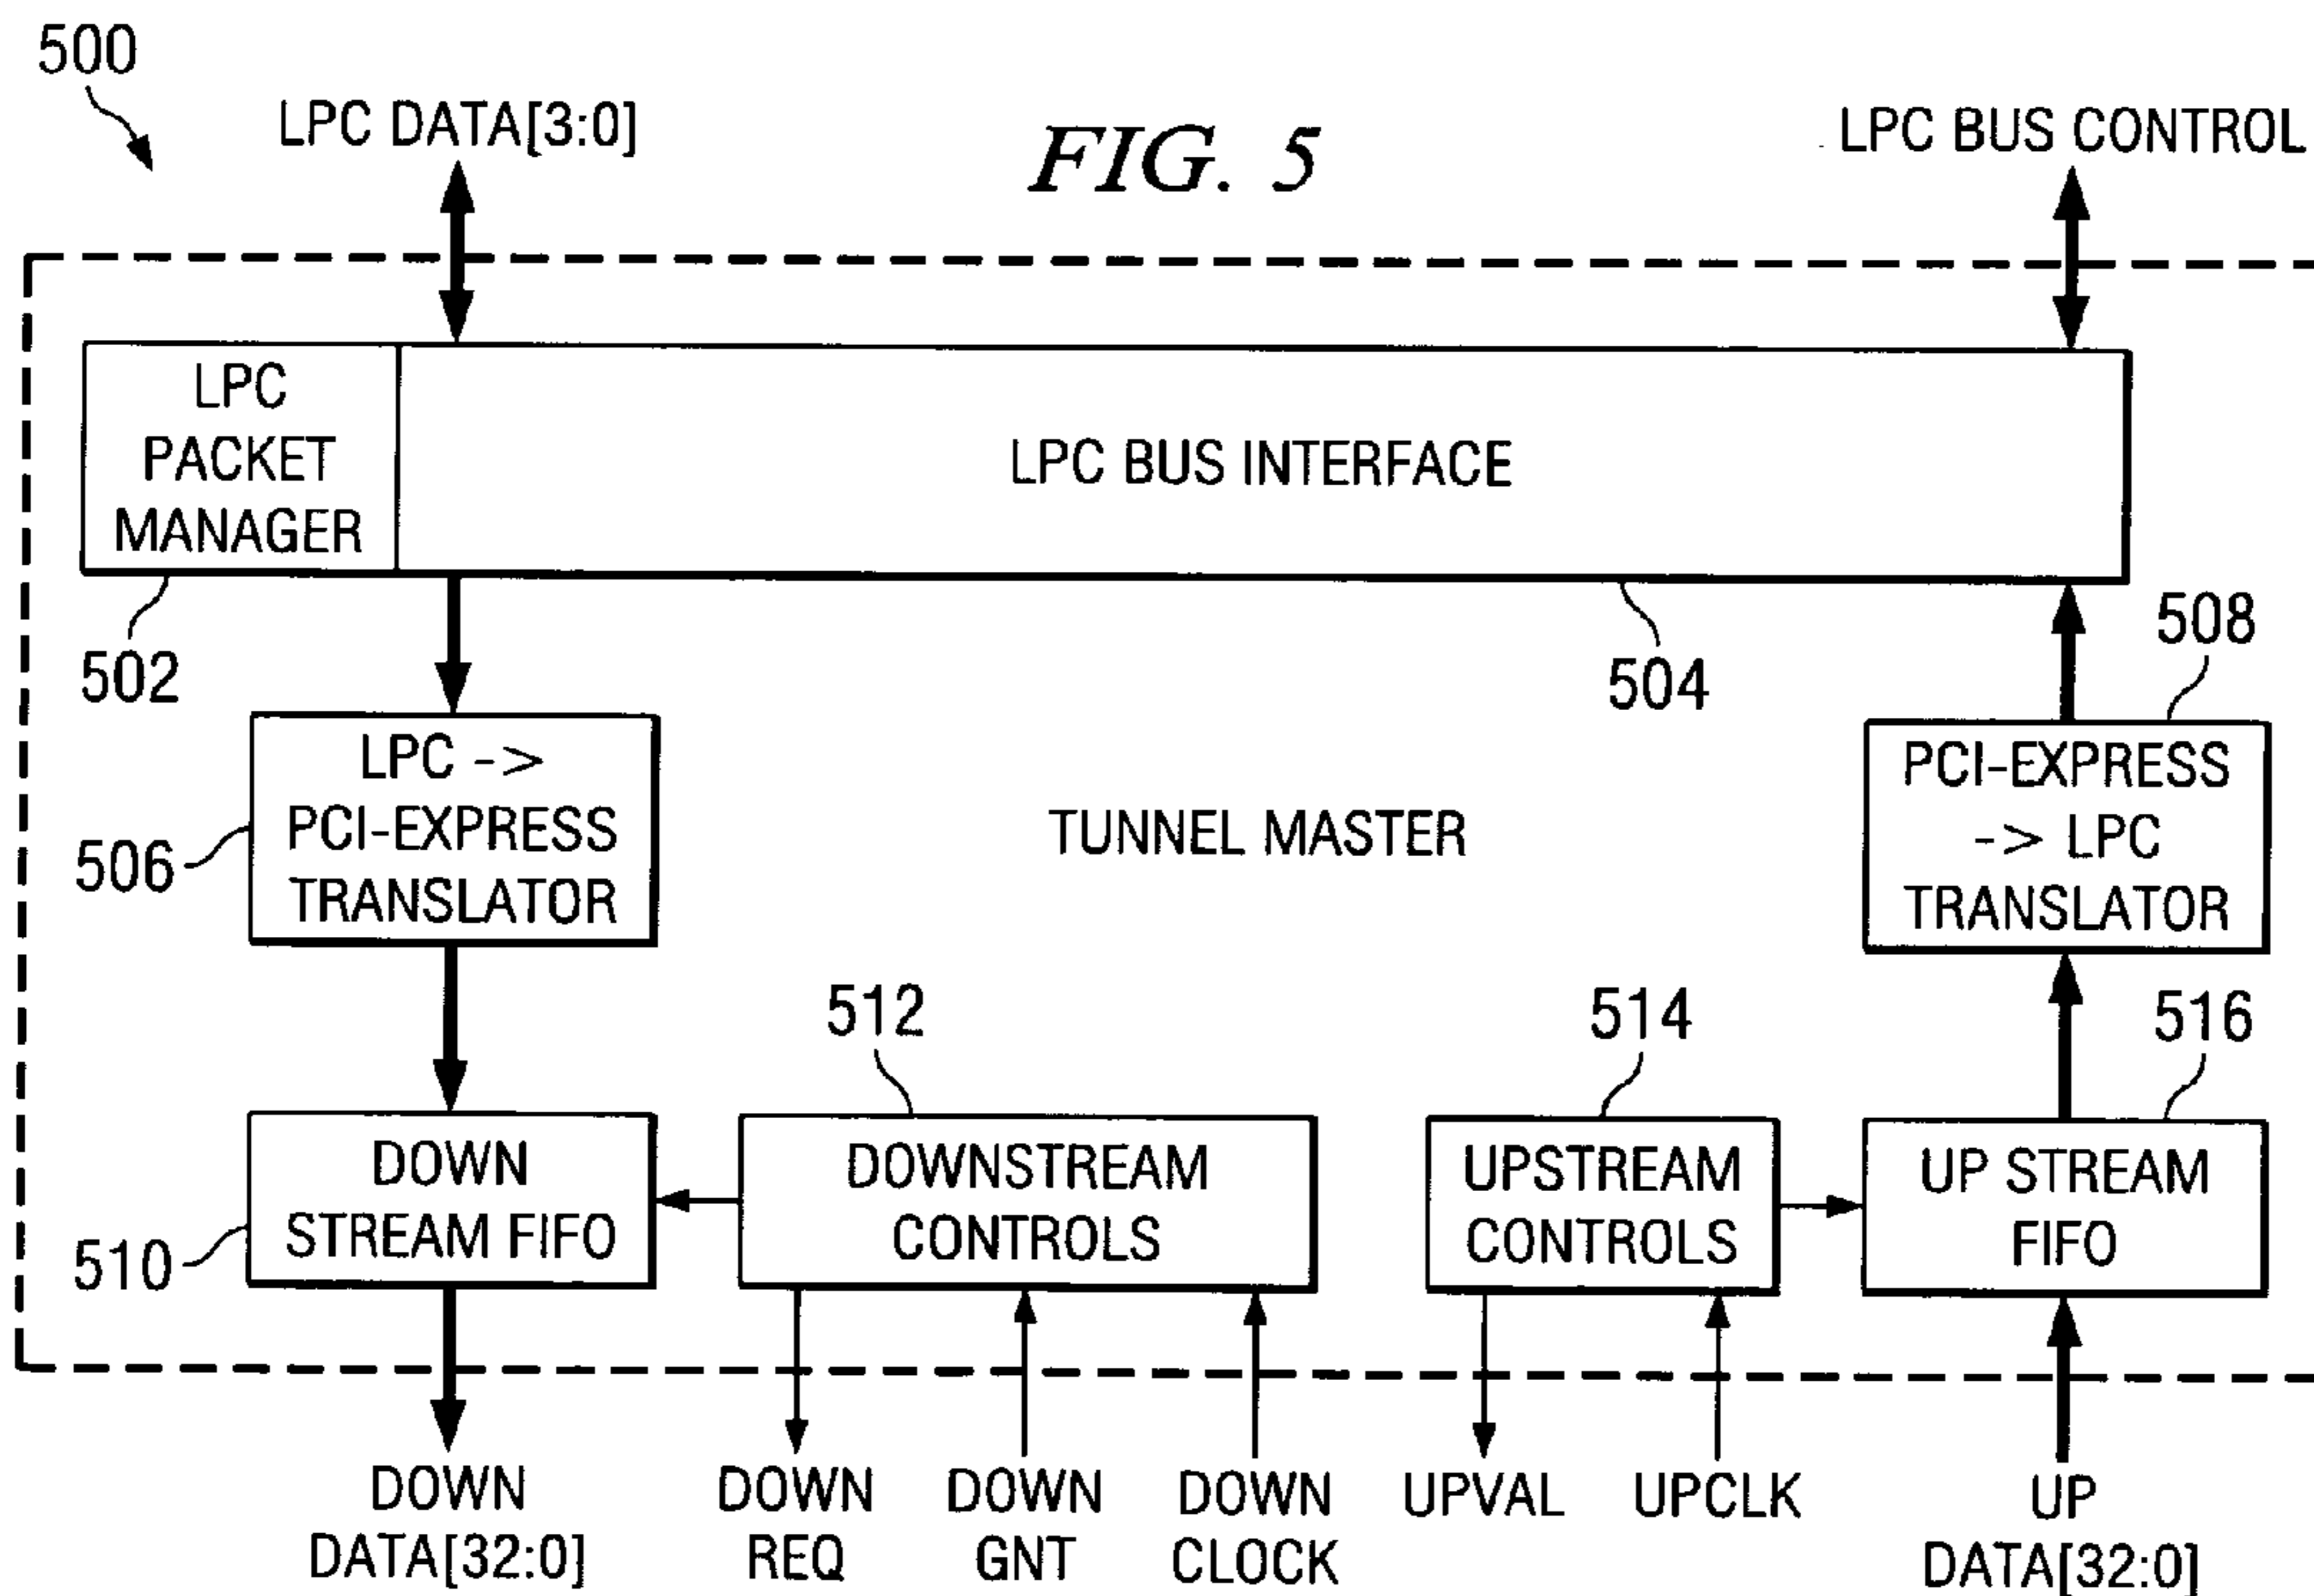 500
LPC DATA[3:0]
FIG. 5
LPC BUS CONTROL
LPC
PACKET
MANAGER
LPC BUS INTERFACE
502
504
508
LPC ->
PCI-EXPRESS
TRANSLATOR
506
TUNNEL MASTER
PCI-EXPRESS
-> LPC
TRANSLATOR
512
514
516
DOWN
STREAM FIFO
510
DOWNSTREAM
CONTROLS
UPSTREAM
CONTROLS
UP STREAM
FIFO
DOWN
DATA[32:0]
DOWN
REQ
DOWN
GNT
DOWN
CLOCK
UPVAL
UPCLK
UP
DATA[32:0]